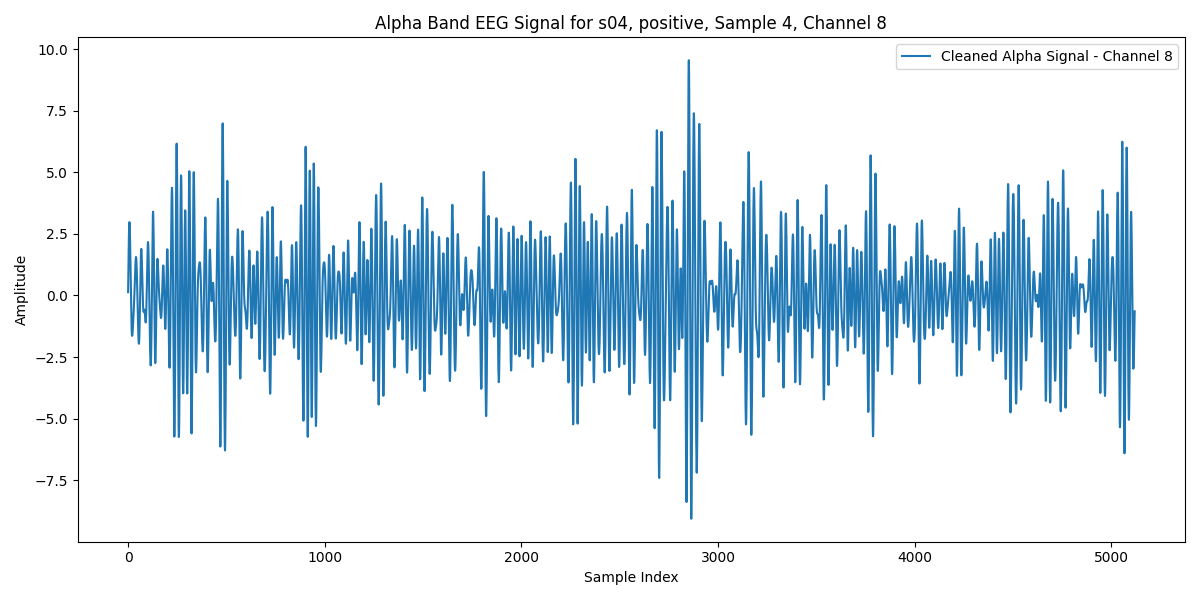 Alpha Band EEG Signal for s04, positive, Sample 4, Channel 8
Cleaned Alpha Signal - Channel 8
10.0
7.5
5.0
2.5
0.0
−2.5
−5.0
−7.5
Amplitude
0 1000 2000 3000 4000 5000
Sample Index